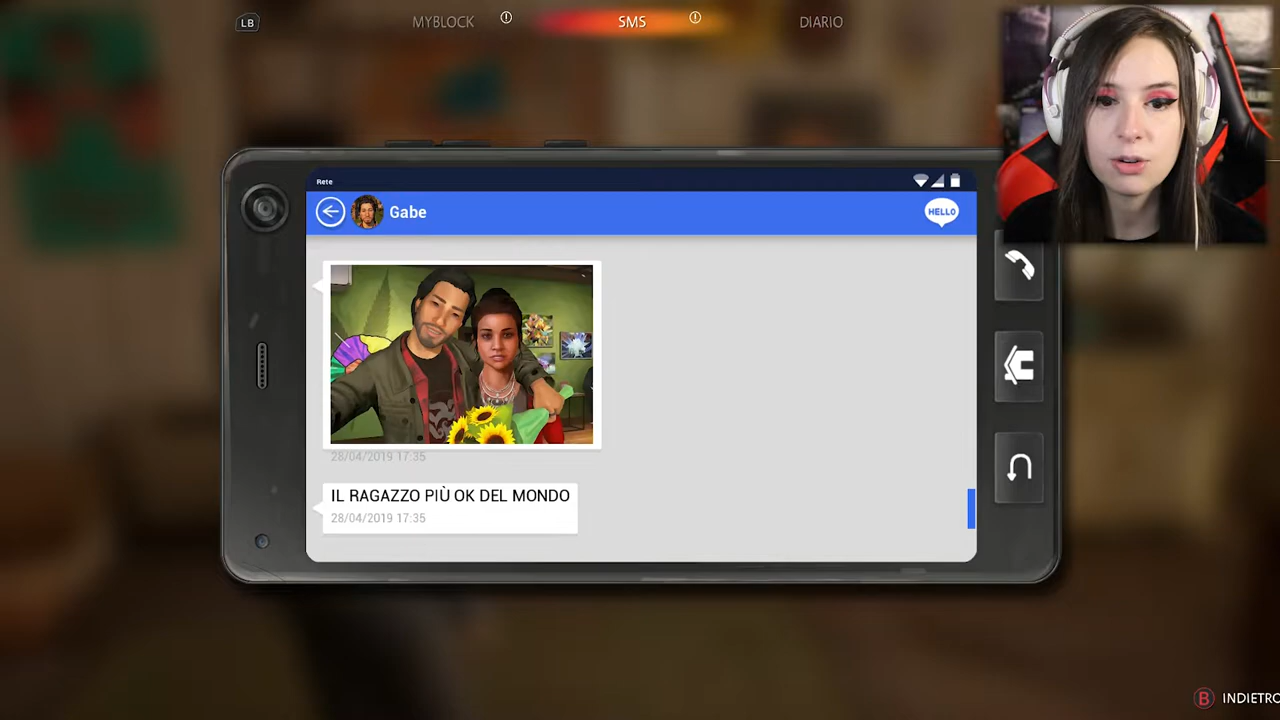 LB
MYBLOCK
SMS
DIARIO
Rete
Gabe
HELLO
28/04/2019 17:35
IL RAGAZZO PIÙ OK DEL MONDO
28/04/2019 17:35
B INDIETRO